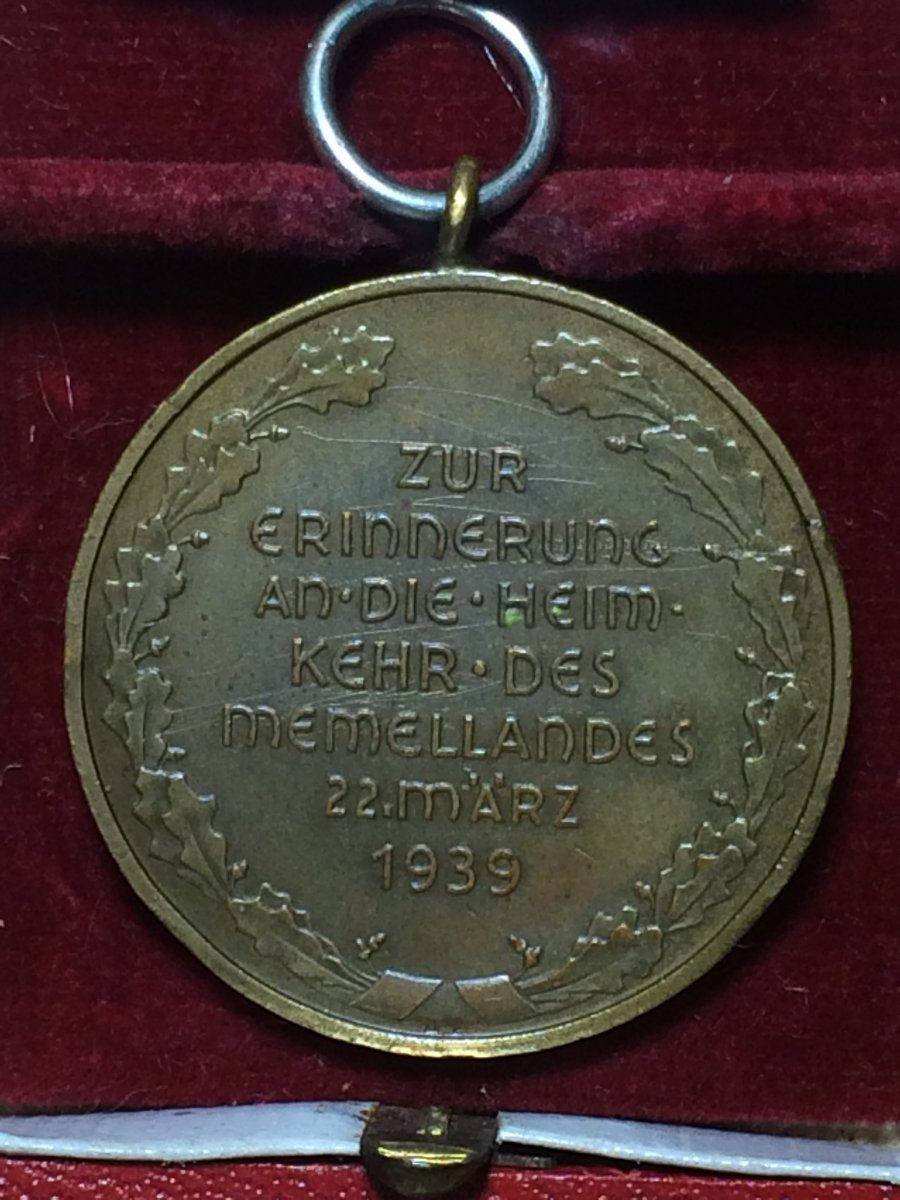 ZUR
ERINNERUNG
AN·DIE·HEIM·
KEHR·DES
MEMELLANDES
22.MÄRZ
1939